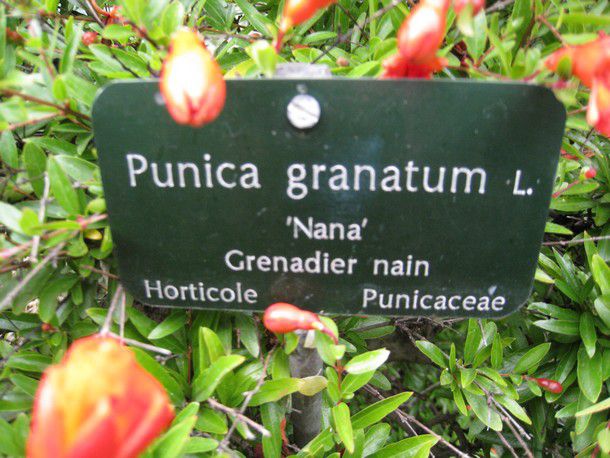 Punica granatum L.
'Nana'
Grenadier nain
Horticole Punicaceae